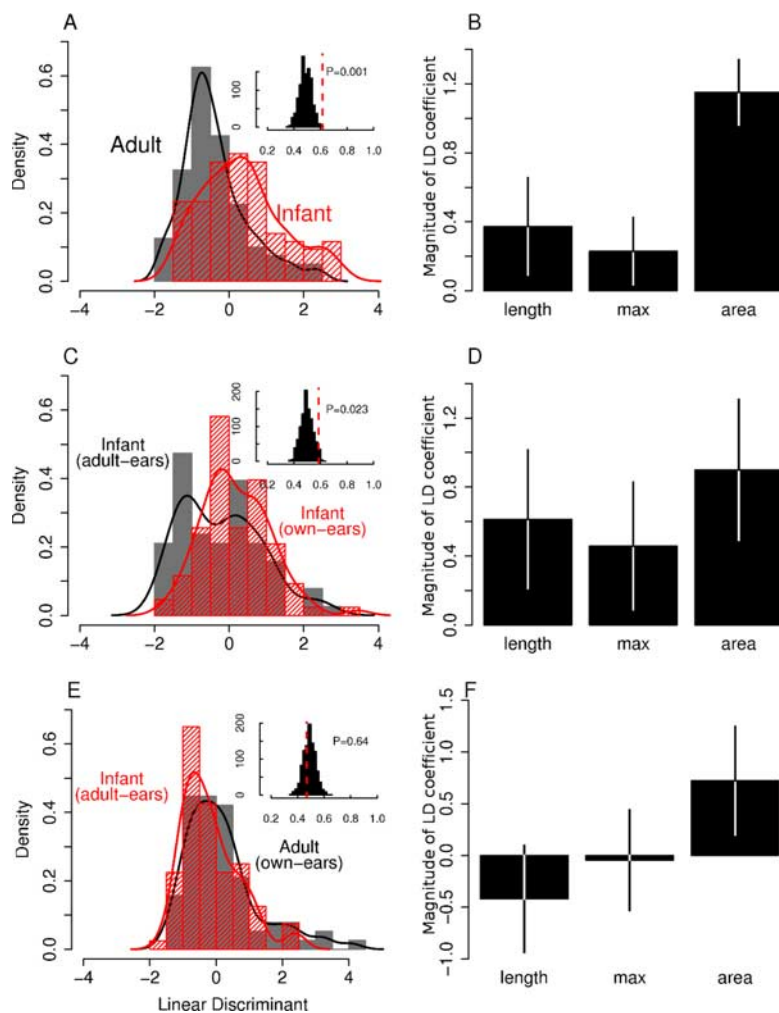 A
B
Density
0.0
0.2
0.4
0.6
−4
−2
0
2
4
Adult
Infant
0
100
200
0.2
0.4
0.6
0.8
1.0
P=0.001
Magnitude of LD coefficient
0.0
0.4
0.8
1.2
length
max
area
C
D
Density
0.0
0.2
0.4
0.6
−4
−2
0
2
4
Infant
(adult−ears)
Infant
(own−ears)
0
100
200
0.2
0.4
0.6
0.8
1.0
P=0.023
Magnitude of LD coefficient
0.0
0.4
0.8
1.2
length
max
area
E
F
Density
0.0
0.2
0.4
0.6
−4
−2
0
2
4
Linear Discriminant
Infant
(adult−ears)
Adult
(own−ears)
0
100
200
0.2
0.4
0.6
0.8
1.0
P=0.64
Magnitude of LD coefficient
−1.0
−0.5
0.0
0.5
1.0
1.5
length
max
area